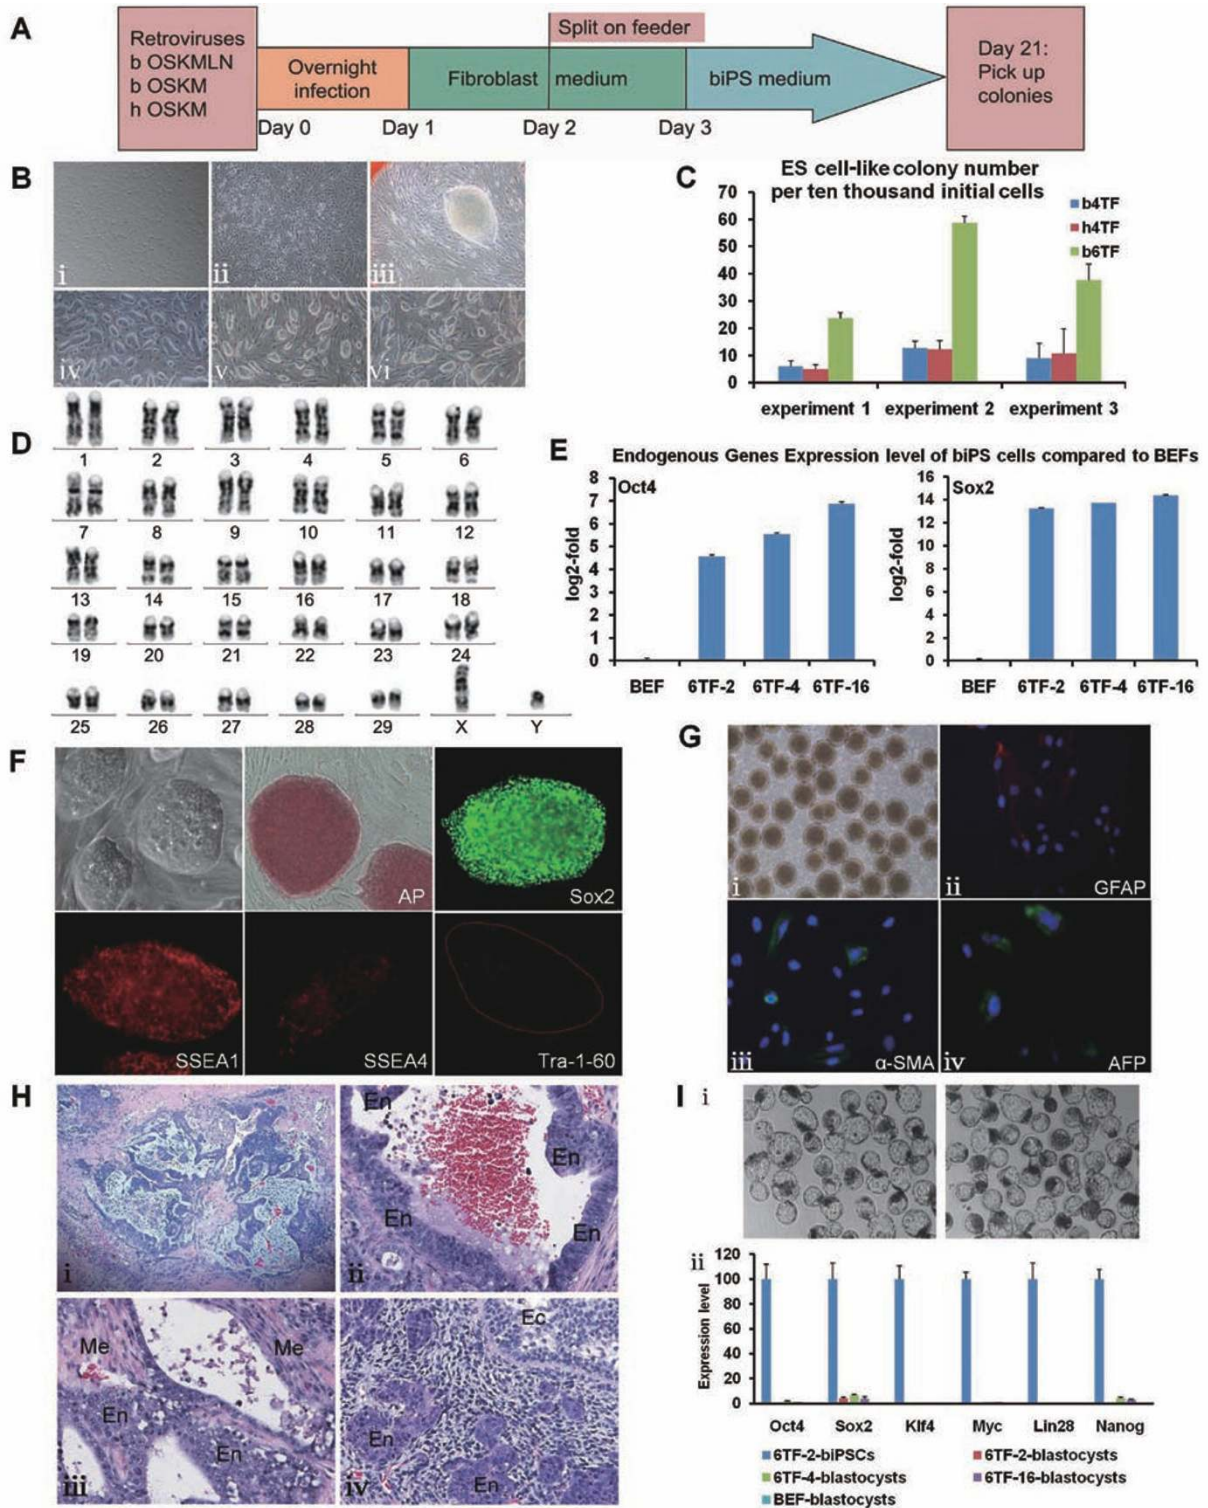 A
Retroviruses
b OSKMLN
b OSKM
h OSKM
Overnight
infection
Split on feeder
Fibroblast medium
biPS medium
Day 21:
Pick up
colonies
Day 0 Day 1 Day 2 Day 3
B
i ii iii
iv v vi
C
ES cell-like colony number
per ten thousand initial cells
70
60
50
40
30
20
10
0
b4TF
h4TF
b6TF
experiment 1 experiment 2 experiment 3
D
1 2 3 4 5 6
7 8 9 10 11 12
13 14 15 16 17 18
19 20 21 22 23 24
25 26 27 28 29 X Y
E
Endogenous Genes Expression level of biPS cells compared to BEFs
Oct4
log2-fold
8
7
6
5
4
3
2
1
0
BEF 6TF-2 6TF-4 6TF-16
Sox2
log2-fold
16
14
12
10
8
6
4
2
0
BEF 6TF-2 6TF-4 6TF-16
F
AP Sox2
SSEA1 SSEA4 Tra-1-60
G
i ii GFAP
iii α-SMA iv AFP
H
i ii En En En En
iii Me Me En En
iv Ec En En
I i
ii
Expression level
120
100
80
60
40
20
0
Oct4 Sox2 Klf4 Myc Lin28 Nanog
6TF-2-biPSCs 6TF-2-blastocysts
6TF-4-blastocysts 6TF-16-blastocysts
BEF-blastocysts